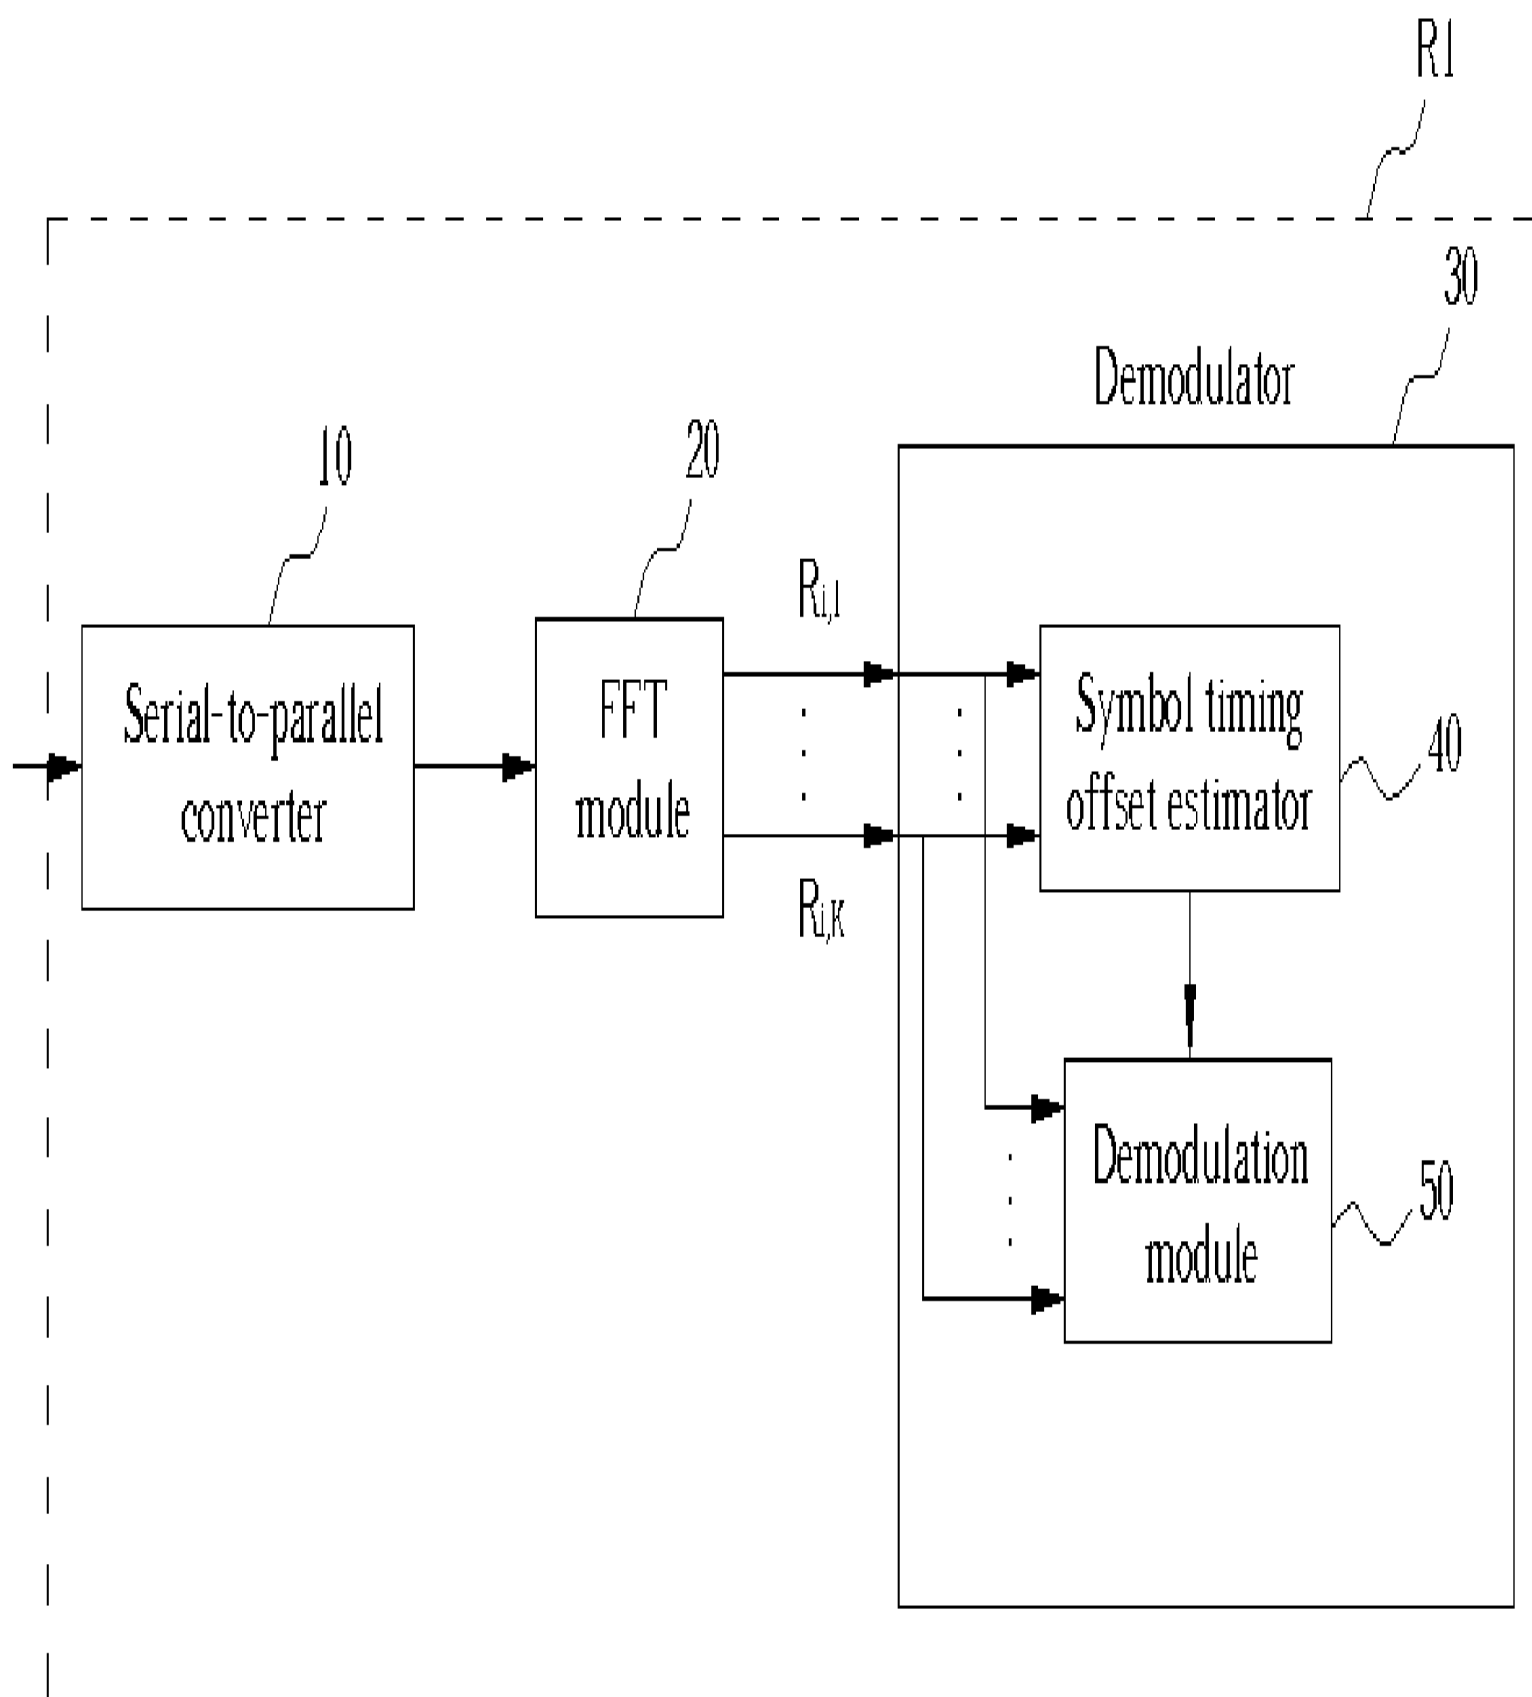 R1
30
Demodulator
10
20
Ri,1
Serial-to-parallel
converter
FFT
module
Symbol timing
offset estimator
40
Ri,K
Demodulation
module
50